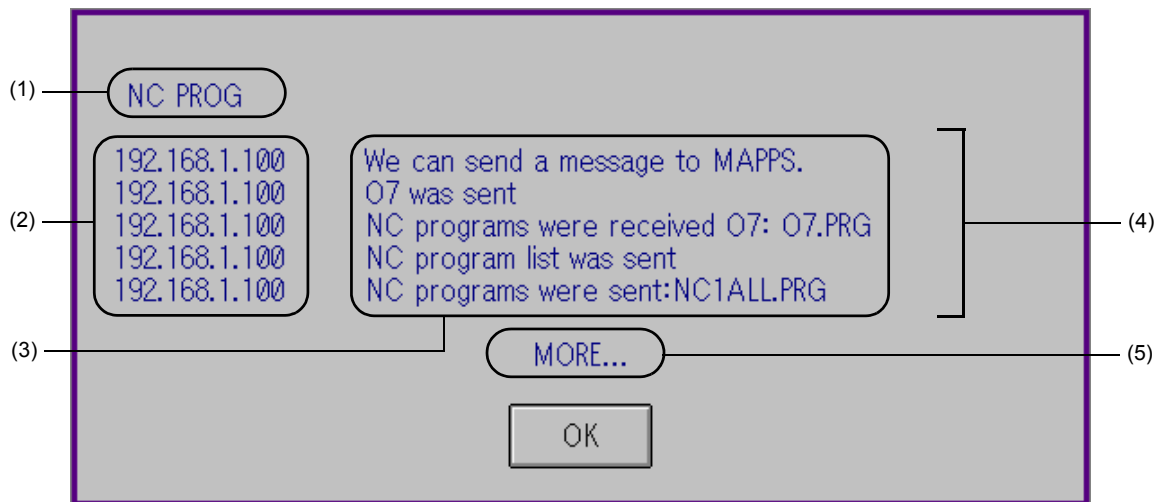 (1)
NC PROG
(2)
192.168.1.100 We can send a message to MAPPS.
192.168.1.100 O7 was sent
192.168.1.100 NC programs were received O7: O7.PRG
192.168.1.100 NC program list was sent
192.168.1.100 NC programs were sent:NC1ALL.PRG
(4)
(3)
MORE...
(5)
OK